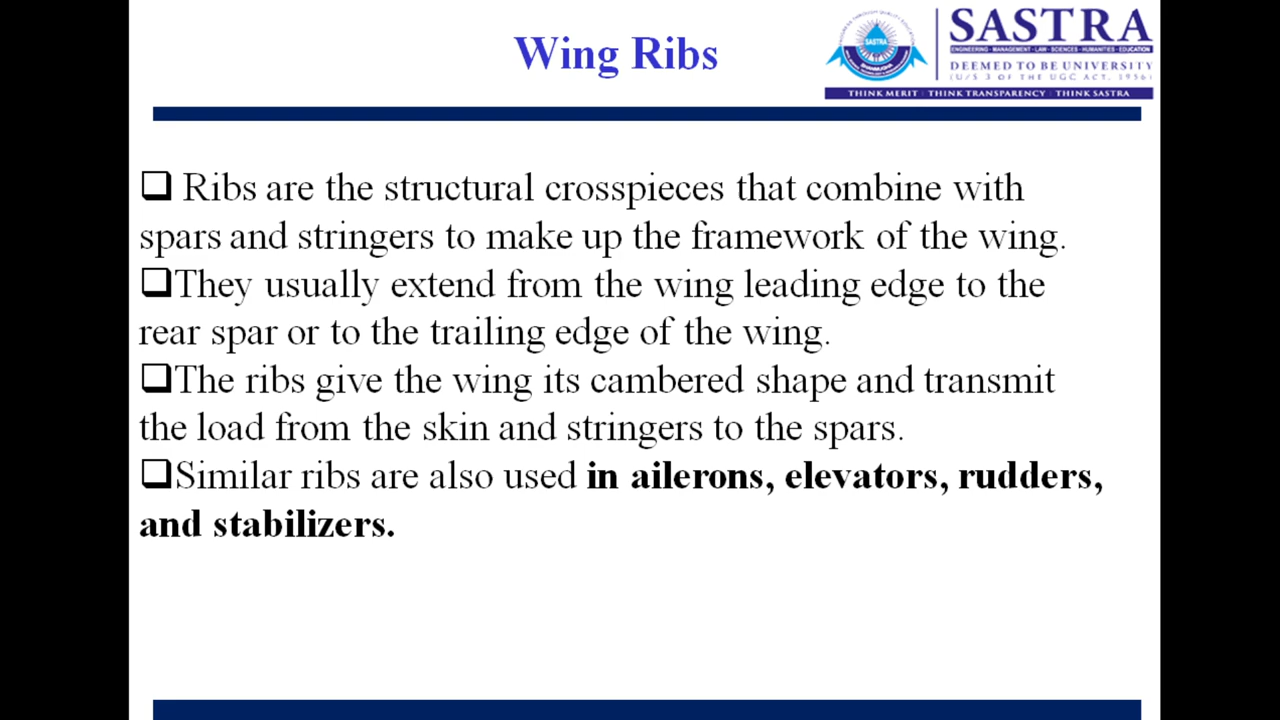 Wing Ribs
SASTRA
ENGINEERING · MANAGEMENT · LAW · SCIENCES · HUMANITIES · EDUCATION
DEEMED TO BE UNIVERSITY
(U/S 3 OF THE UGC ACT, 1956)
THINK MERIT | THINK TRANSPARENCY | THINK SASTRA
SASTRA
❑ Ribs are the structural crosspieces that combine with
spars and stringers to make up the framework of the wing.
❑They usually extend from the wing leading edge to the
rear spar or to the trailing edge of the wing.
❑The ribs give the wing its cambered shape and transmit
the load from the skin and stringers to the spars.
❑Similar ribs are also used in ailerons, elevators, rudders,
and stabilizers.